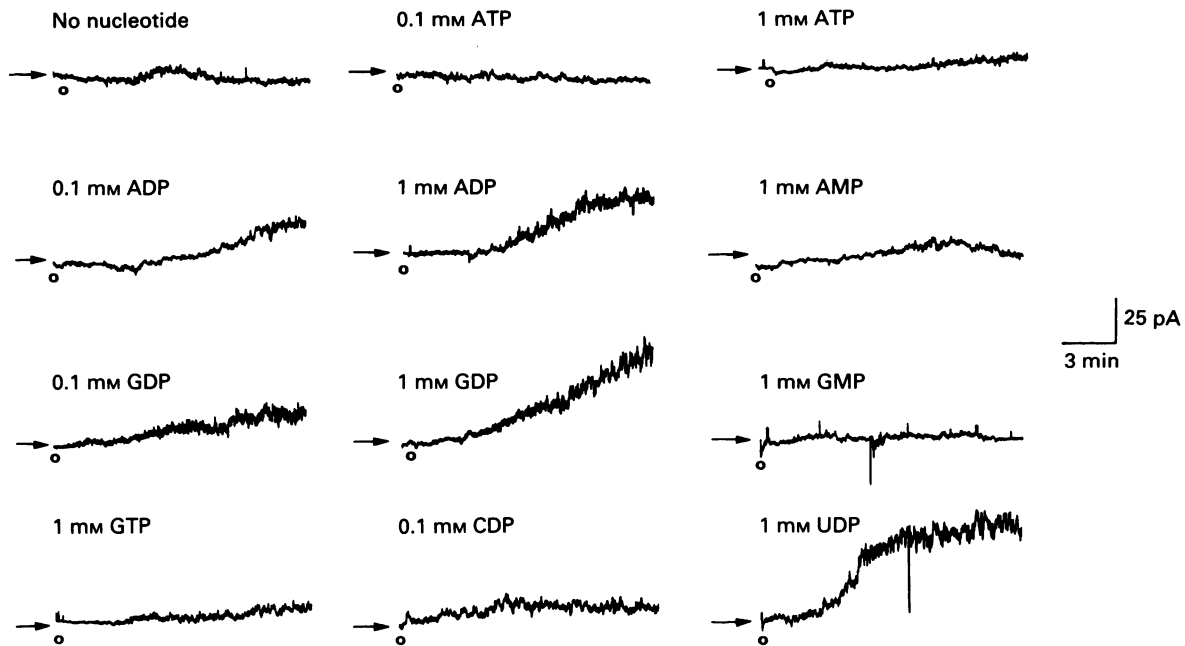 No nucleotide
0.1 mM ATP
1 mM ATP
o
o
o
0.1 mM ADP
1 mM ADP
1 mM AMP
o
o
o
25 pA
3 min
0.1 mM GDP
1 mM GDP
1 mM GMP
o
o
o
1 mM GTP
0.1 mM CDP
1 mM UDP
o
o
o